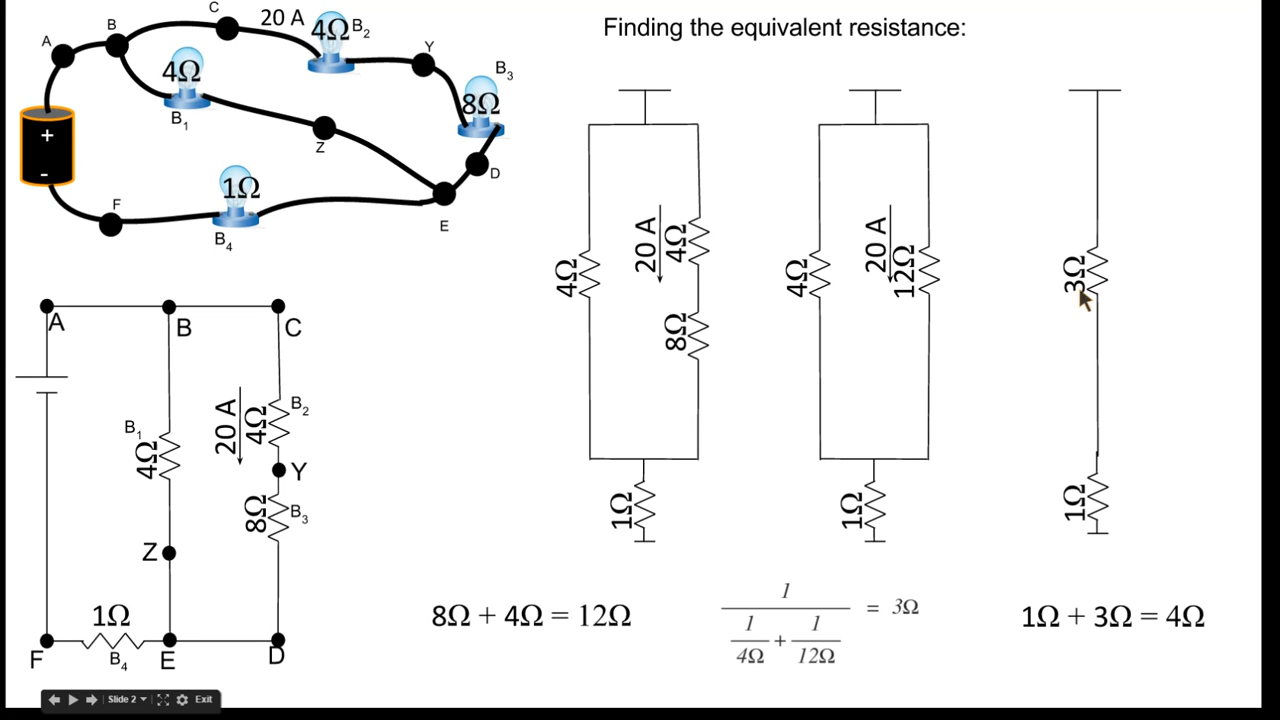 Finding the equivalent resistance:
C
20 A
4Ω B₂
B
A
Y
B₃
4Ω
8Ω
B₁
+
-
Z
D
1Ω
F
B₄
E
A
B
C
B₁
4Ω
20 A
4Ω
B₂
Y
8Ω
B₃
Z
1Ω
F
B₄
E
D
4Ω
20 A
4Ω
8Ω
1Ω
4Ω
20 A
12Ω
1Ω
3Ω
1Ω
8Ω + 4Ω = 12Ω
1
1 + 1 = 3Ω
4Ω 12Ω
1Ω + 3Ω = 4Ω
Slide 2 Exit